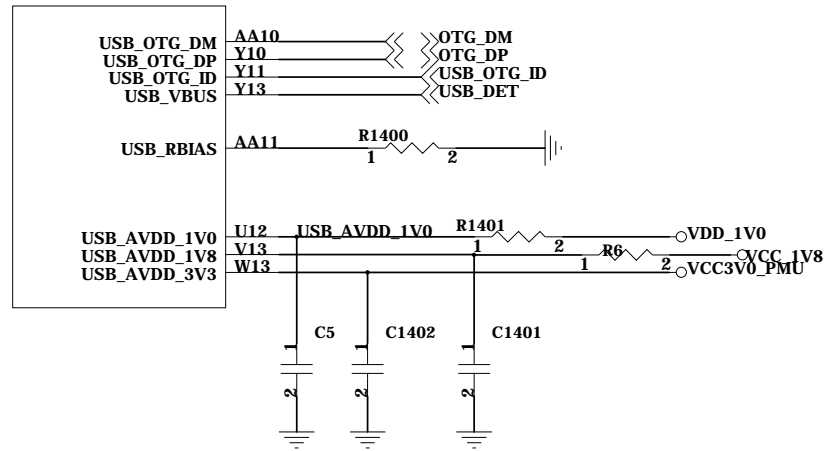 USB_OTG_DM AA10 OTG_DM
USB_OTG_DP Y10 OTG_DP
USB_OTG_ID Y11 USB_OTG_ID
USB_VBUS Y13 USB_DET
R1400
USB_RBIAS AA11 1 2
USB_AVDD_1V0 U12 USB_AVDD_1V0 R1401 1 2 VDD_1V0
USB_AVDD_1V8 V13 R6 1 2 VCC_1V8
USB_AVDD_3V3 W13 VCC3V0_PMU
C5 C1402 C1401
1 1 1
2 2 2